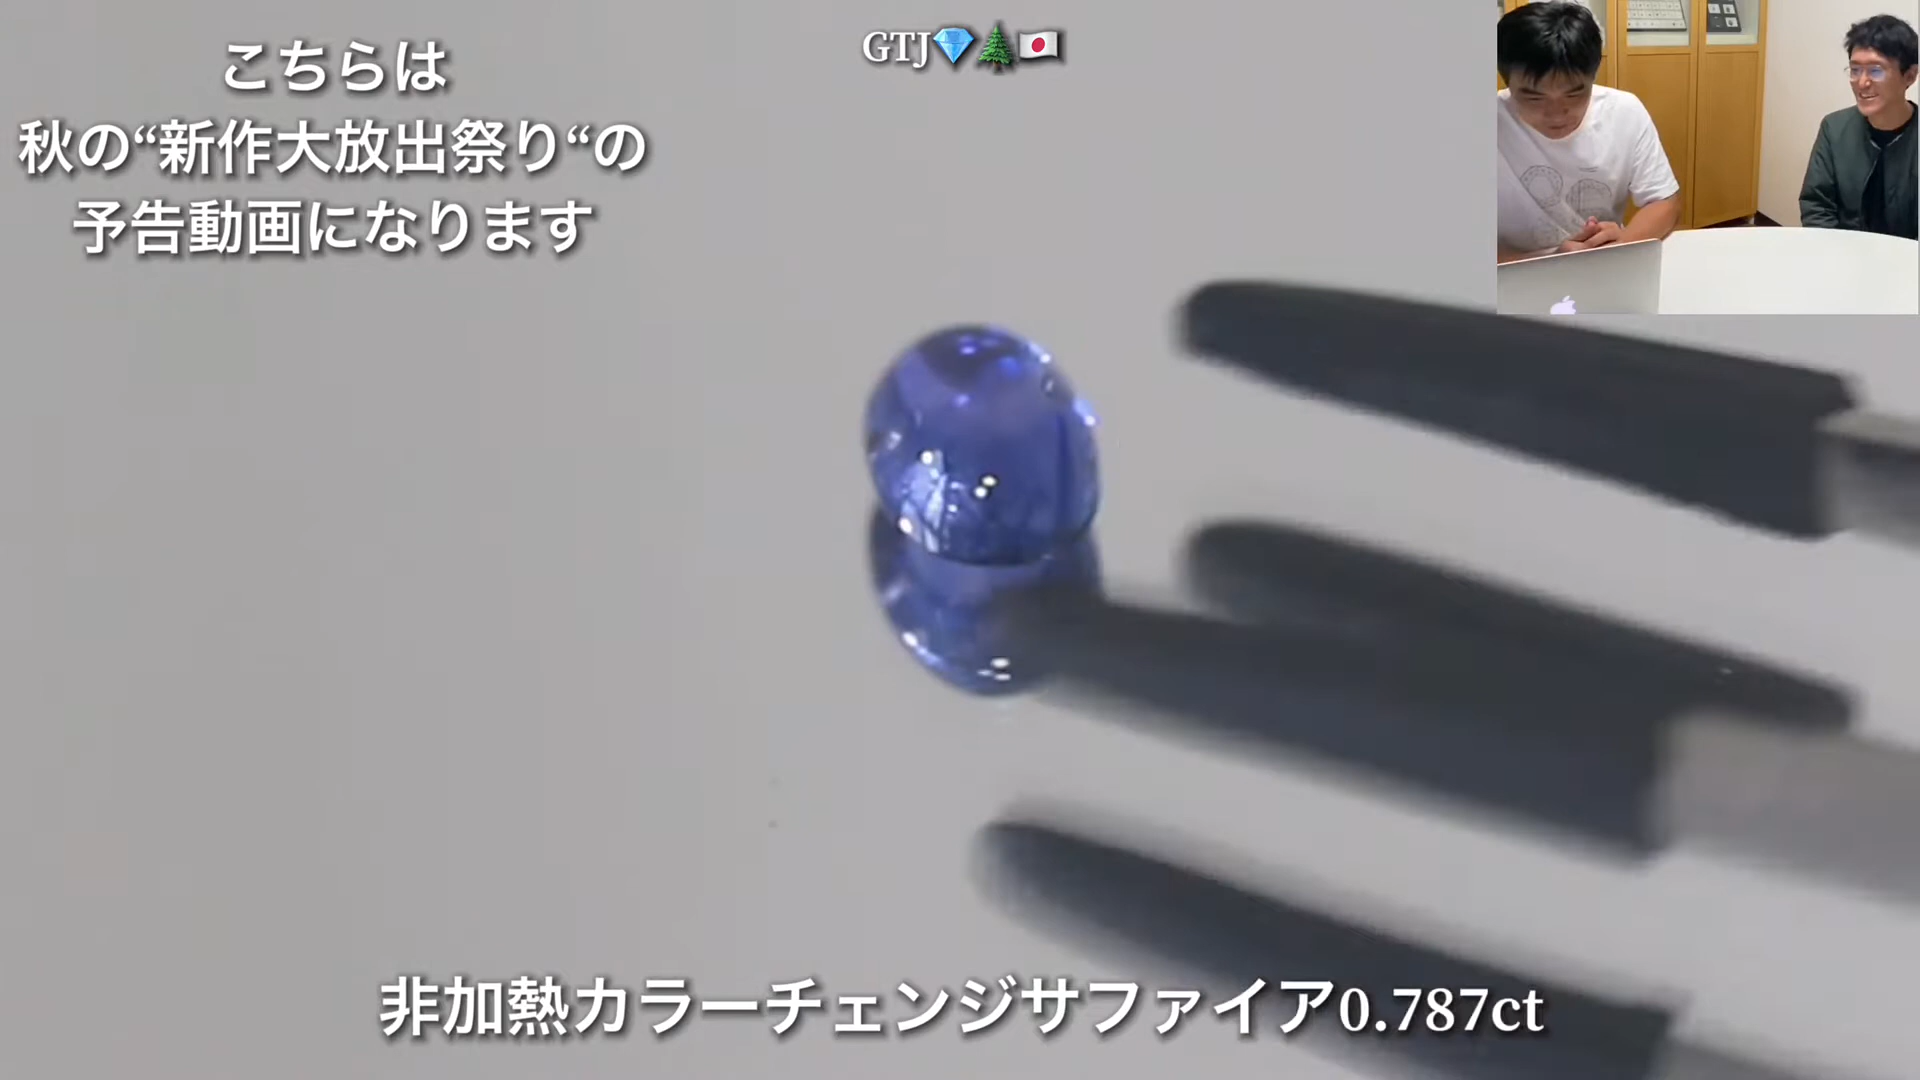 こちらは
秋の“新作大放出祭り“の
予告動画になります
GTJ💎🌲🇯🇵
非加熱カラーチェンジサファイア0.787ct